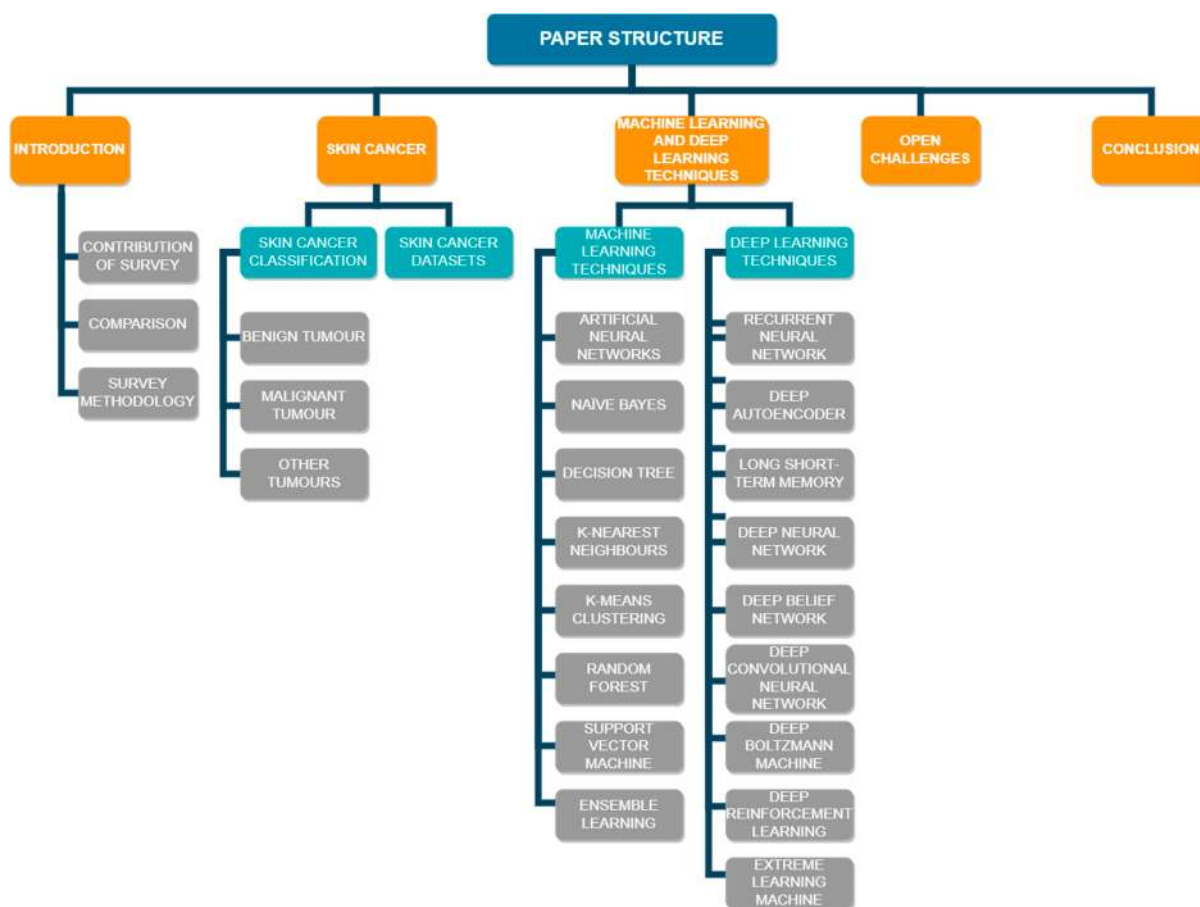 PAPER STRUCTURE
INTRODUCTION
SKIN CANCER
MACHINE LEARNING
AND DEEP
LEARNING
TECHNIQUES
OPEN
CHALLENGES
CONCLUSION
CONTRIBUTION
OF SURVEY
COMPARISON
SURVEY
METHODOLOGY
SKIN CANCER
CLASSIFICATION
SKIN CANCER
DATASETS
BENIGN TUMOUR
MALIGNANT
TUMOUR
OTHER
TUMOURS
MACHINE
LEARNING
TECHNIQUES
DEEP LEARNING
TECHNIQUES
ARTIFICIAL
NEURAL
NETWORKS
NAÏVE BAYES
DECISION TREE
K-NEAREST
NEIGHBOURS
K-MEANS
CLUSTERING
RANDOM
FOREST
SUPPORT
VECTOR
MACHINE
ENSEMBLE
LEARNING
RECURRENT
NEURAL
NETWORK
DEEP
AUTOENCODER
LONG SHORT-
TERM MEMORY
DEEP NEURAL
NETWORK
DEEP BELIEF
NETWORK
DEEP
CONVOLUTIONAL
NEURAL
NETWORK
DEEP
BOLTZMANN
MACHINE
DEEP
REINFORCEMENT
LEARNING
EXTREME
LEARNING
MACHINE